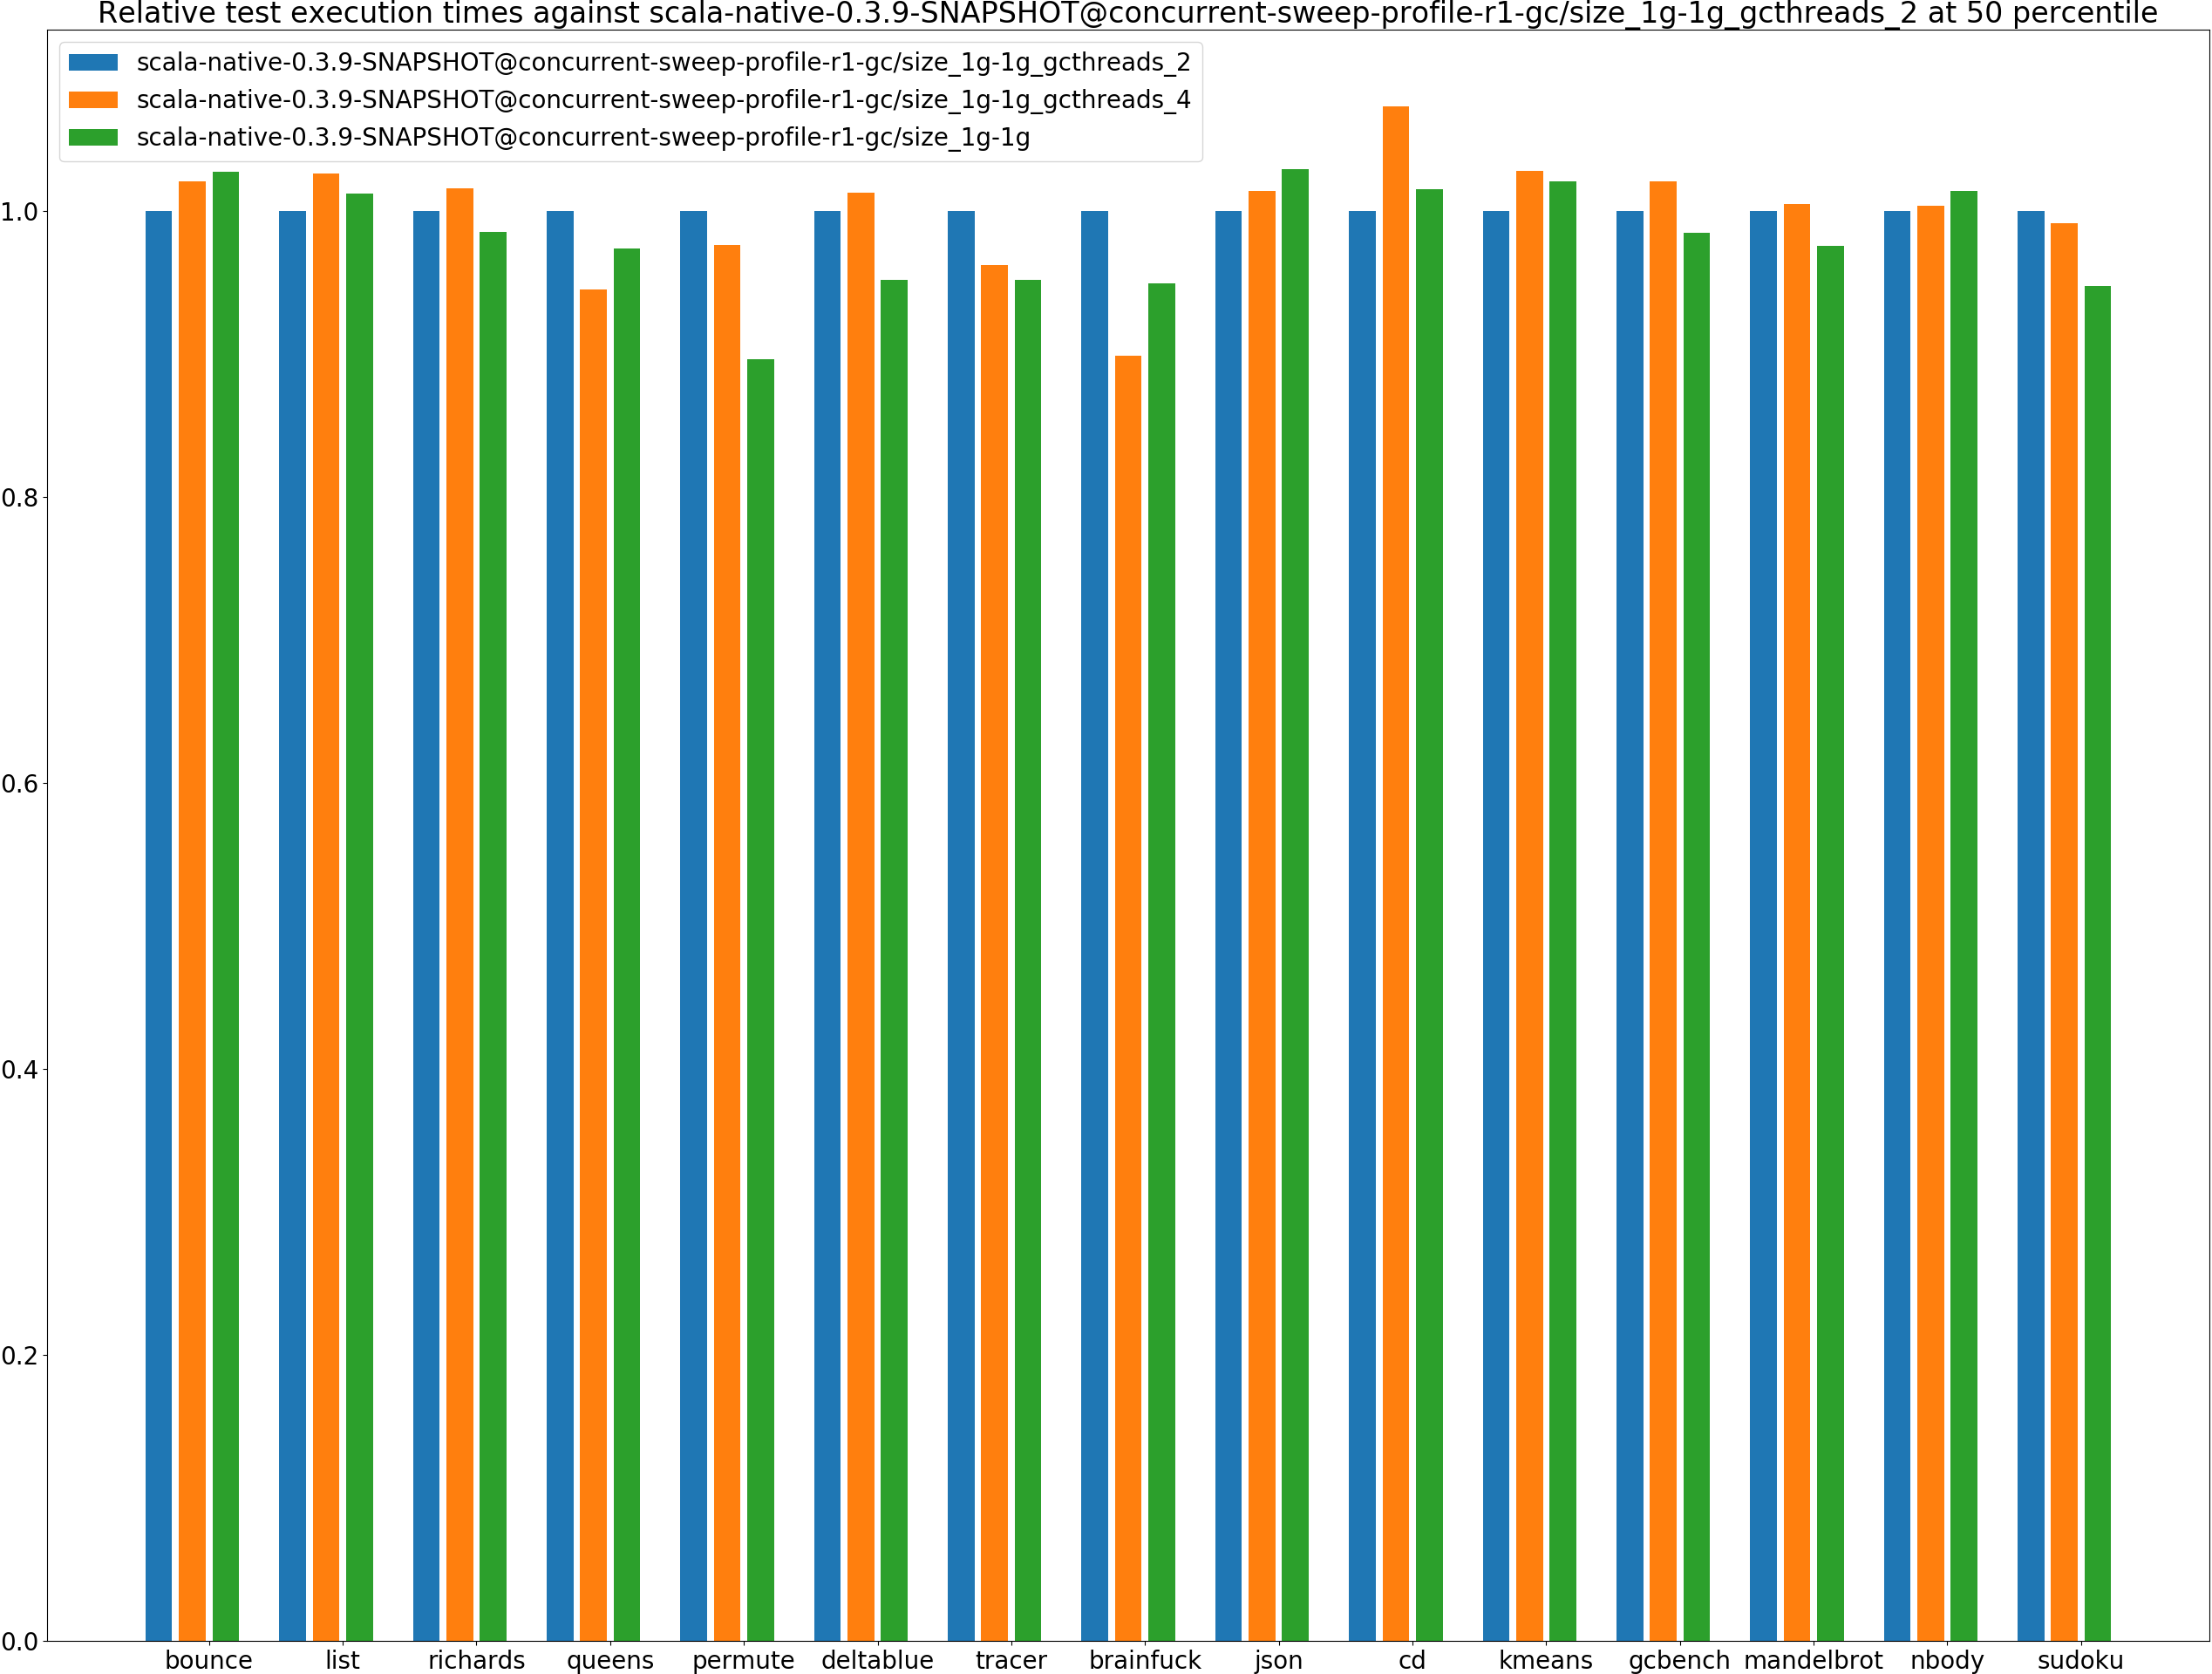 Relative test execution times against scala-native-0.3.9-SNAPSHOT@concurrent-sweep-profile-r1-gc/size_1g-1g_gcthreads_2 at 50 percentile
scala-native-0.3.9-SNAPSHOT@concurrent-sweep-profile-r1-gc/size_1g-1g_gcthreads_2
scala-native-0.3.9-SNAPSHOT@concurrent-sweep-profile-r1-gc/size_1g-1g_gcthreads_4
scala-native-0.3.9-SNAPSHOT@concurrent-sweep-profile-r1-gc/size_1g-1g
1.0
0.8
0.6
0.4
0.2
0.0
bounce list richards queens permute deltablue tracer brainfuck json cd kmeans gcbench mandelbrot nbody sudoku